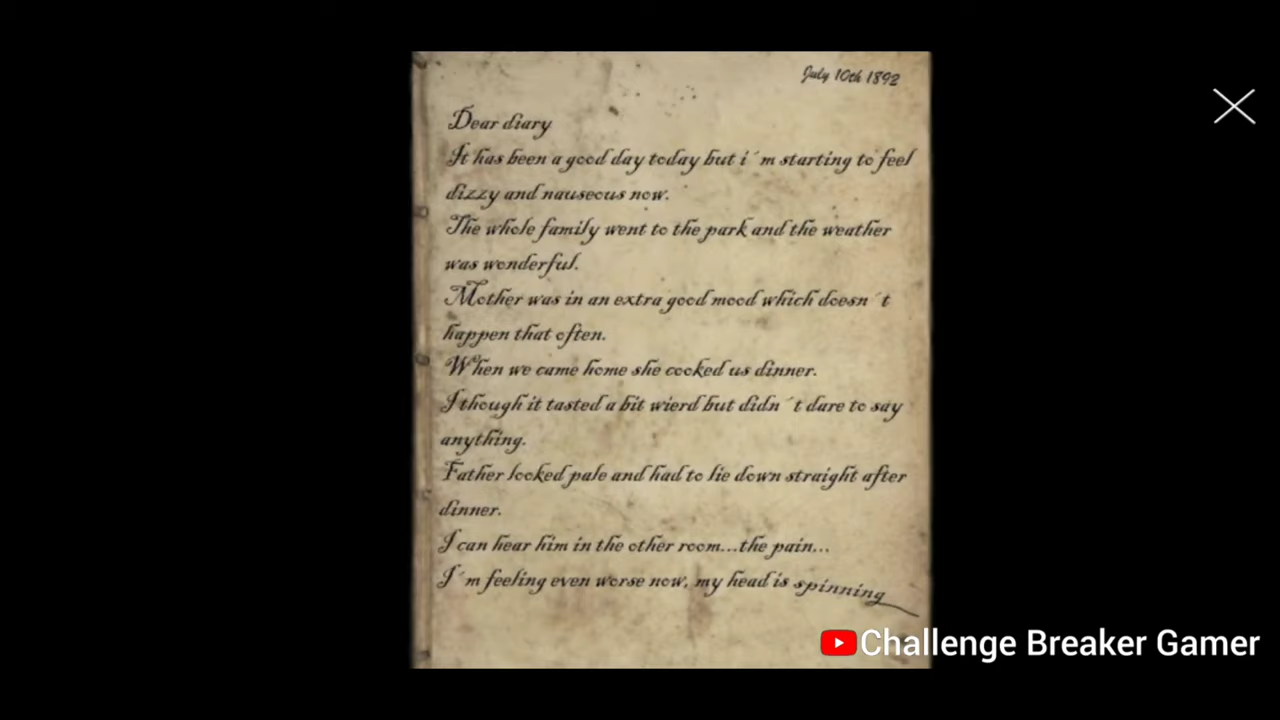 July 10th 1892
Dear diary
It has been a good day today but i´m starting to feel
dizzy and nauseous now.
The whole family went to the park and the weather
was wonderful.
Mother was in an extra good mood which doesn´t
happen that often.
When we came home she cooked us dinner.
I though it tasted a bit wierd but didn´t dare to say
anything.
Father looked pale and had to lie down straight after
dinner.
I can hear him in the other room...the pain...
I´m feeling even worse now, my head is spinning
Challenge Breaker Gamer